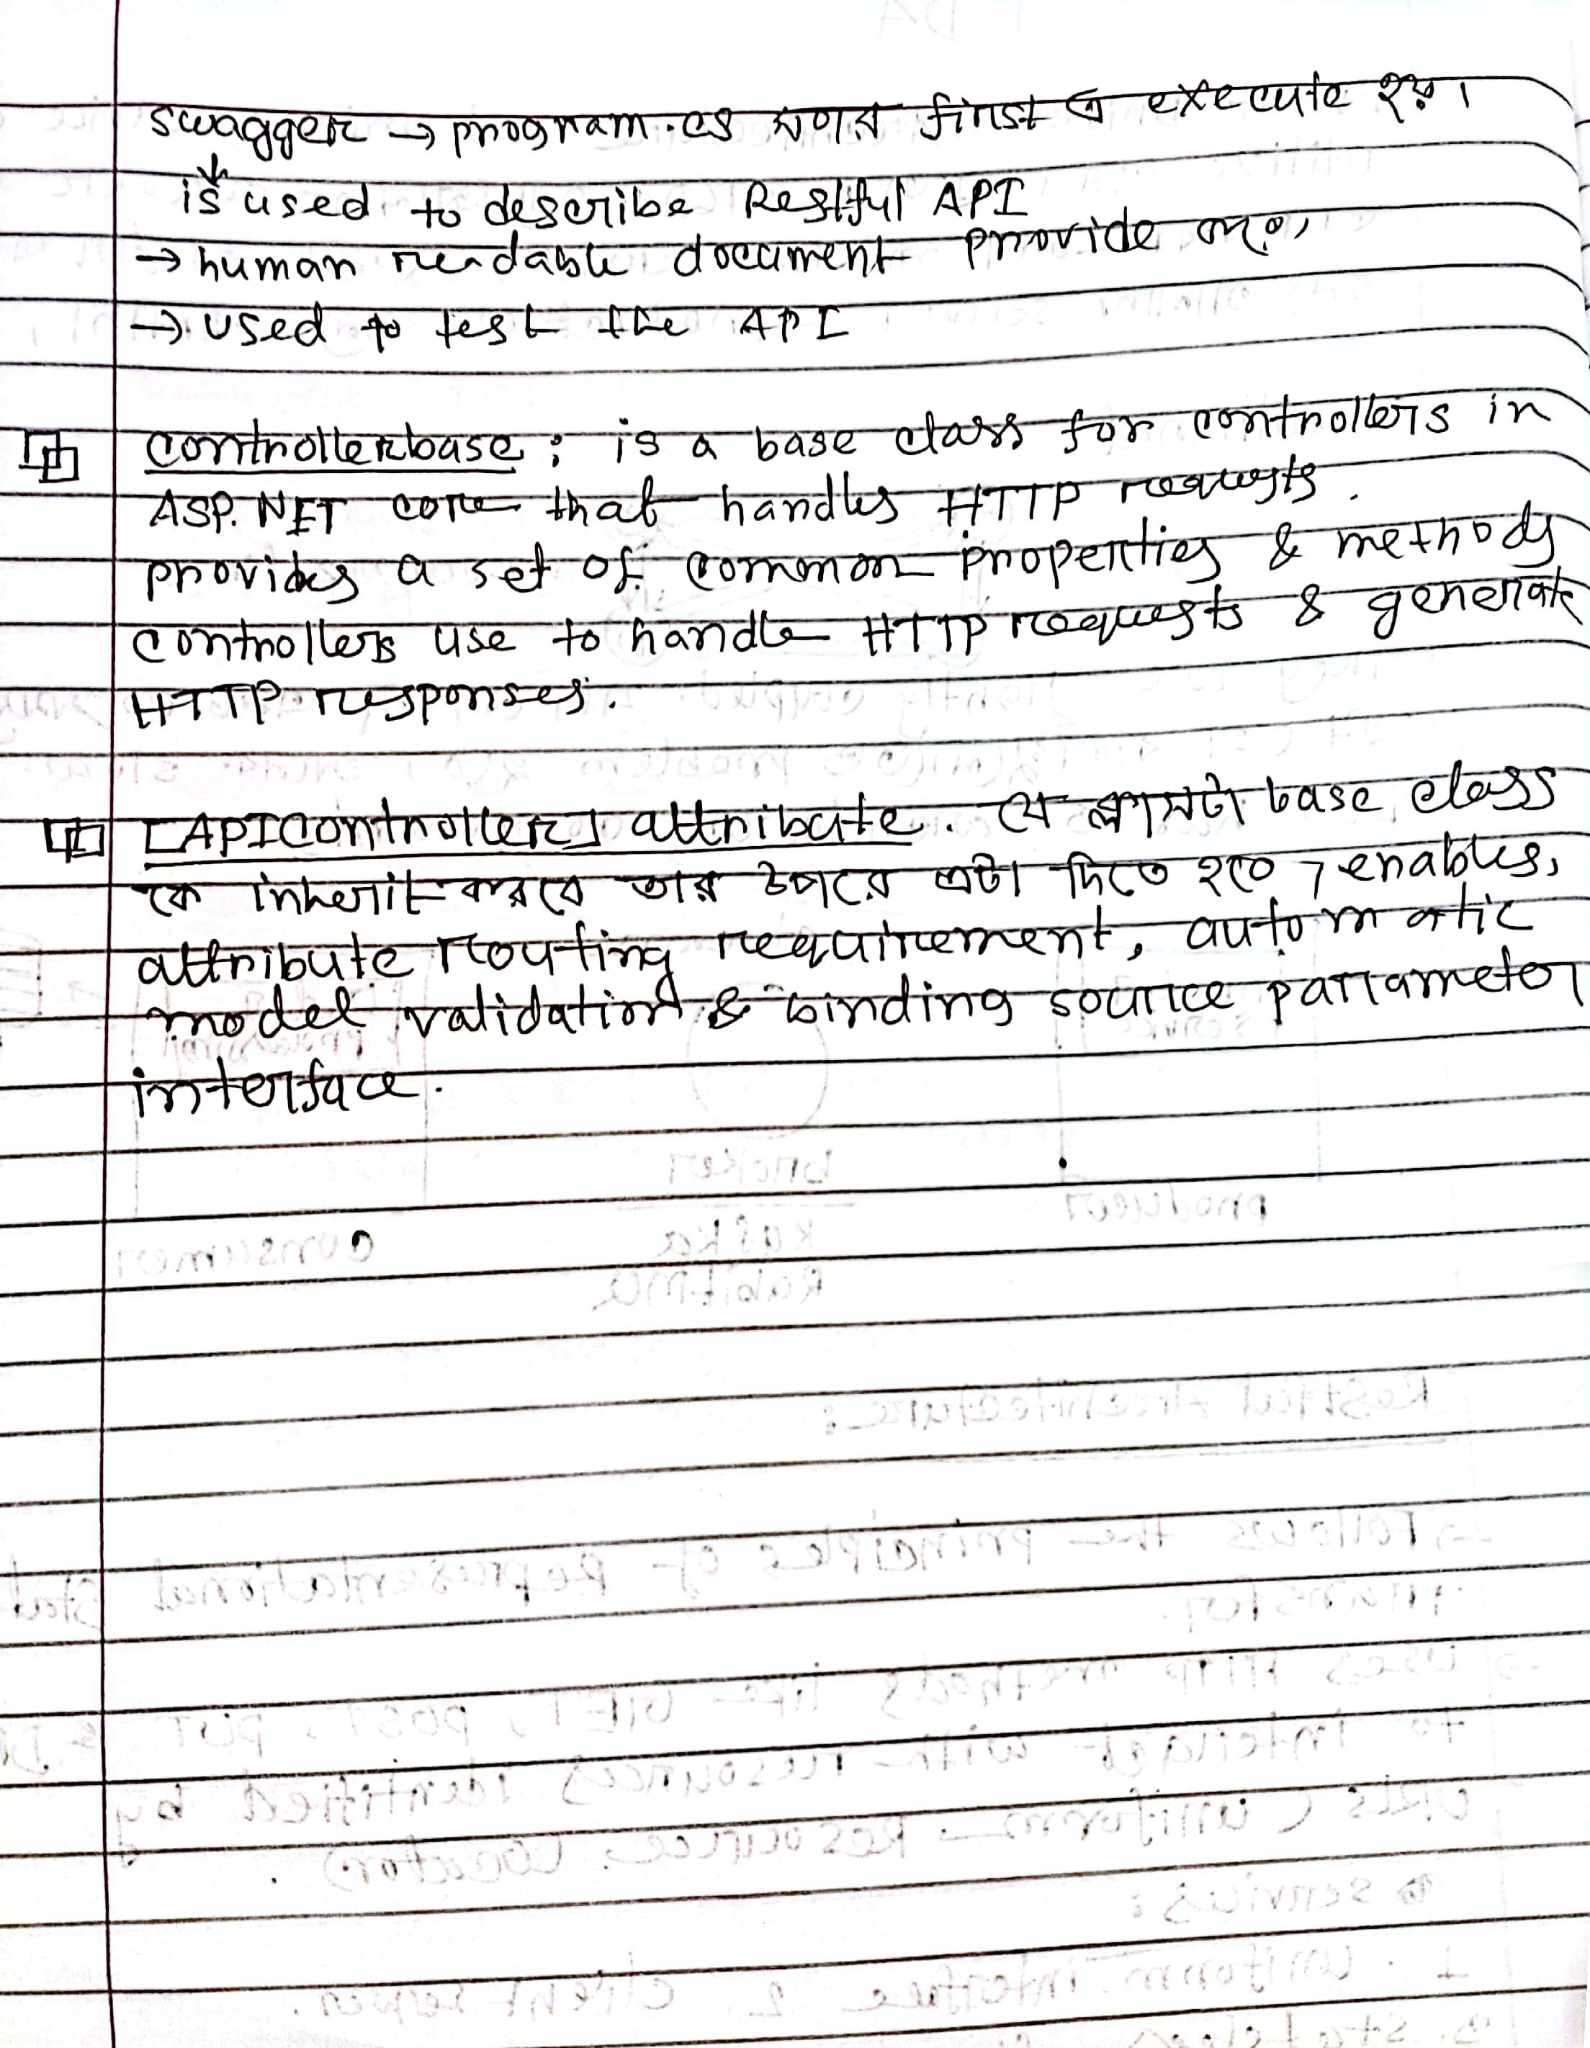 swagger → program.cs সবার first এ execute হয়।
↓
is used to describe Restful API
→ human readable document provide করে,
→ used to test the API
Controllerbase : is a base class for controllers in
ASP.NET core that handles HTTP requests.
provides a set of common properties & methods
controllers use to handle HTTP requests & generate
HTTP responses.
[APIController] attribute. যে ক্লাসটা base class
কে inherit করবে তার উপরে এটা দিতে হবে, enables,
attribute routing requirement, automatic
model validation & binding source parrameter
interface.